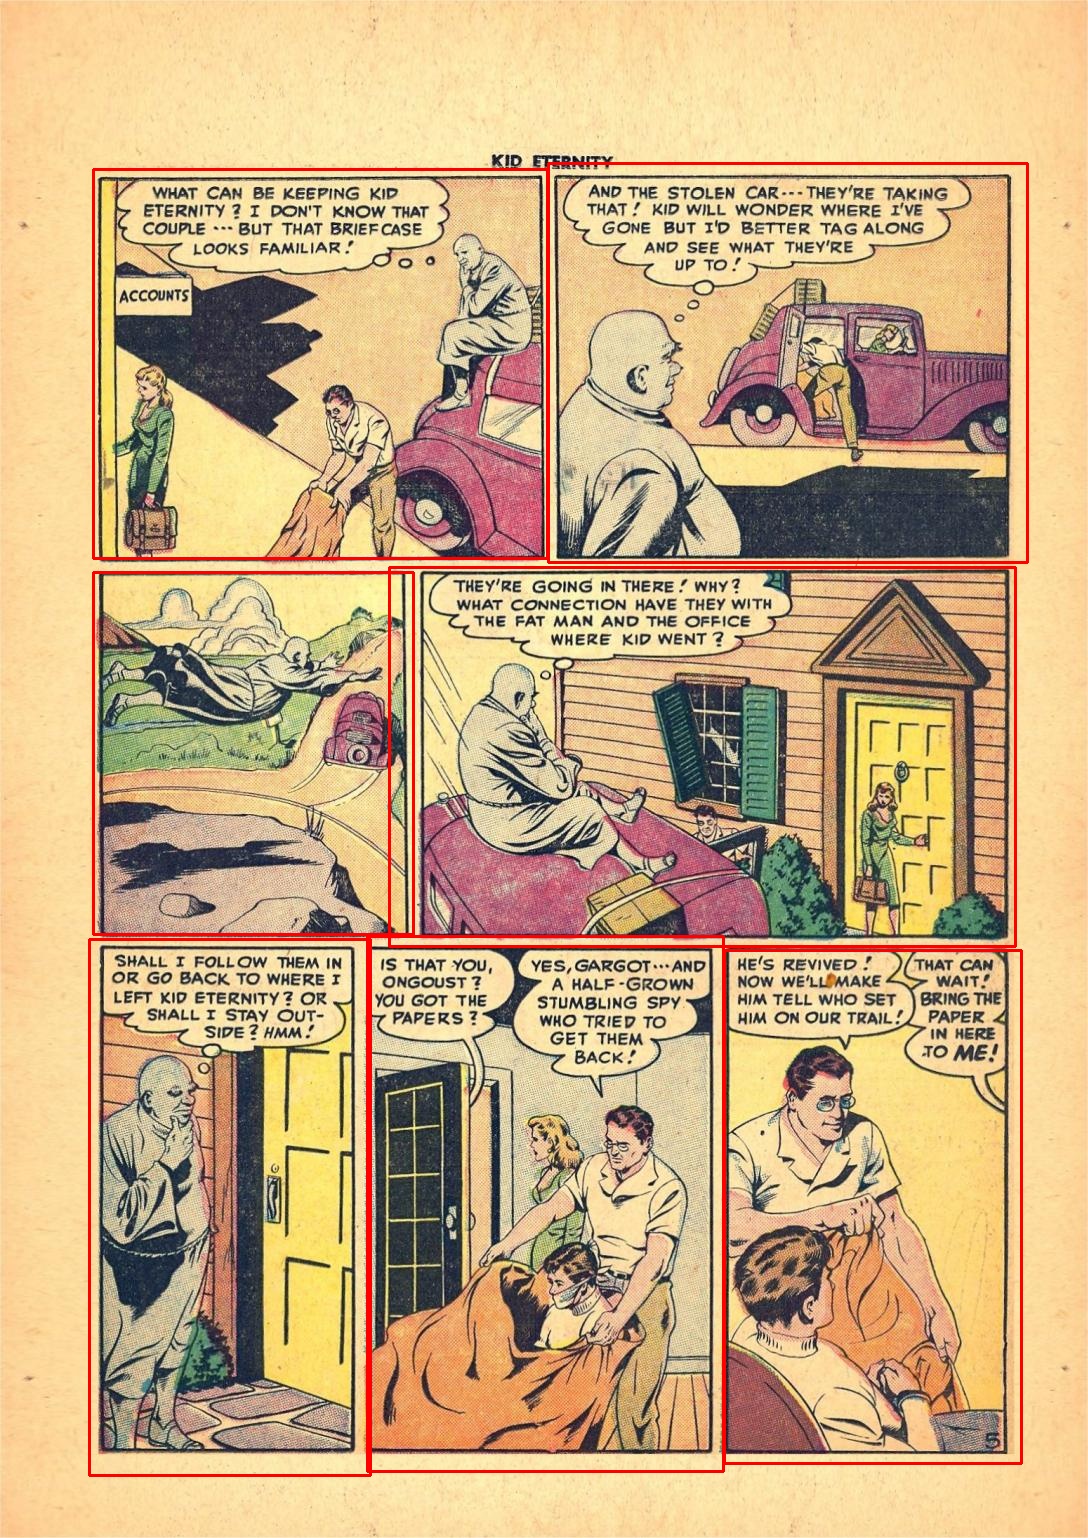 KID ETERNITY
WHAT CAN BE KEEPING KID
ETERNITY? I DON'T KNOW THAT
COUPLE --- BUT THAT BRIEFCASE
LOOKS FAMILIAR!
ACCOUNTS
AND THE STOLEN CAR --- THEY'RE TAKING
THAT! KID WILL WONDER WHERE I'VE
GONE BUT I'D BETTER TAG ALONG
AND SEE WHAT THEY'RE
UP TO!
THEY'RE GOING IN THERE! WHY?
WHAT CONNECTION HAVE THEY WITH
THE FAT MAN AND THE OFFICE
WHERE KID WENT?
SHALL I FOLLOW THEM IN
OR GO BACK TO WHERE I
LEFT KID ETERNITY? OR
SHALL I STAY OUT-
SIDE? HMM!
IS THAT YOU,
ONGOUST?
YOU GOT THE
PAPERS?
YES, GARGOT --- AND
A HALF-GROWN
STUMBLING SPY
WHO TRIED TO
GET THEM
BACK!
HE'S REVIVED!
NOW WE'LL MAKE
HIM TELL WHO SET
HIM ON OUR TRAIL!
THAT CAN
WAIT!
BRING THE
PAPER
IN HERE
TO ME!
5